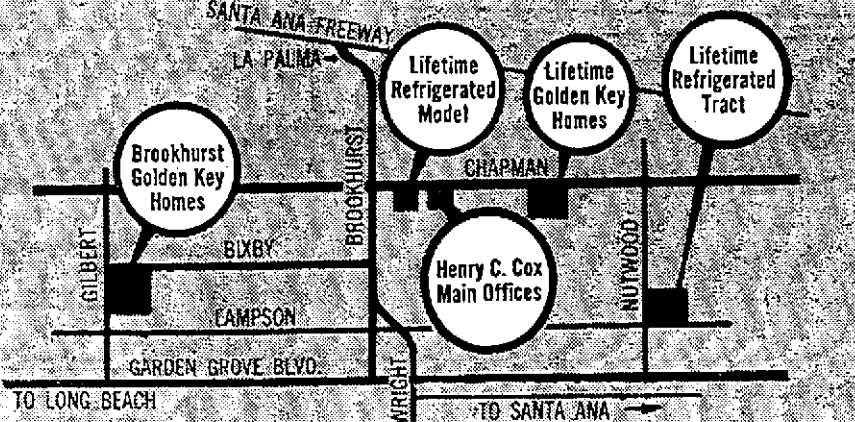 SANTA ANA FREEWAY
LA PALMA
Lifetime
Refrigerated
Model
Lifetime
Golden Key
Homes
Lifetime
Refrigerated
Tract
Brookhurst
Golden Key
Homes
CHAPMAN
BROOKHURST
GILBERT
BIXBY
Henry C. Cox
Main Offices
NUTWOOD
LAMPSON
GARDEN GROVE BLVD.
WRIGHT
TO LONG BEACH
TO SANTA ANA